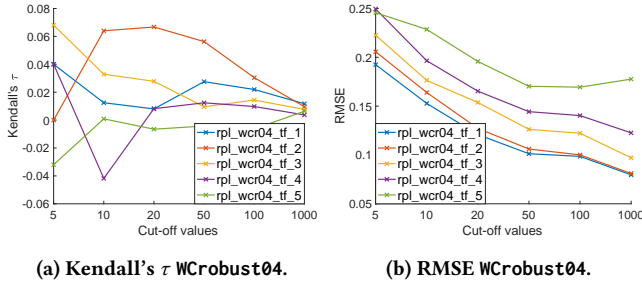 0.08
0.06
0.04
0.02
0
-0.02
-0.04
-0.06
Kendall's τ
rpl_wcr04_tf_1
rpl_wcr04_tf_2
rpl_wcr04_tf_3
rpl_wcr04_tf_4
rpl_wcr04_tf_5
5 10 20 50 100 1000
Cut-off values
(a) Kendall's τ WCrobust04.
0.25
0.2
0.15
0.1
0.05
RMSE
rpl_wcr04_tf_1
rpl_wcr04_tf_2
rpl_wcr04_tf_3
rpl_wcr04_tf_4
rpl_wcr04_tf_5
5 10 20 50 100 1000
Cut-off values
(b) RMSE WCrobust04.